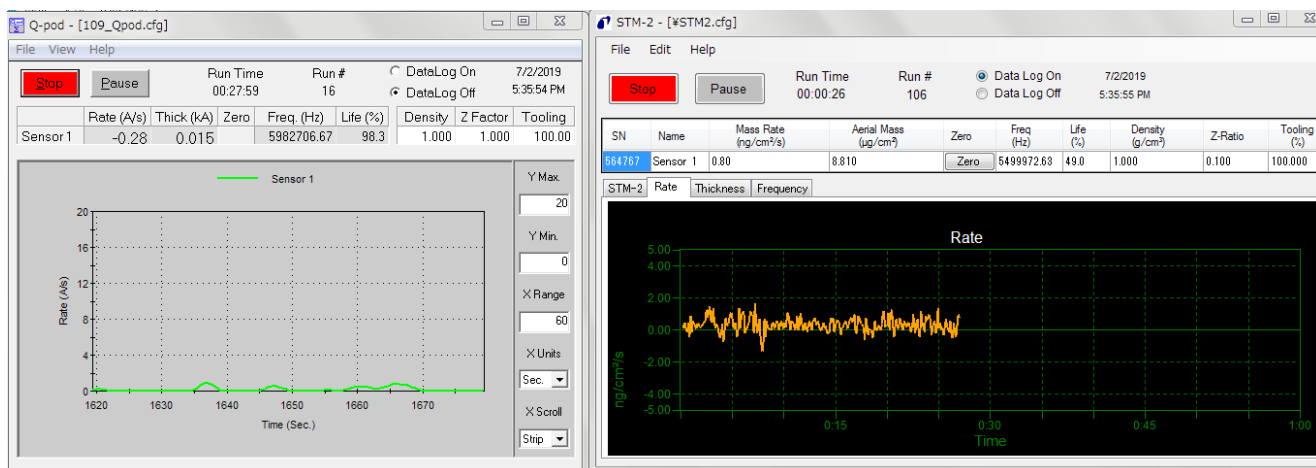 Q-pod - [109_Qpod.cfg]
File View Help
Stop Pause
Run Time Run # DataLog On 7/2/2019
00:27:59 16 DataLog Off 5:35:54 PM
Rate (A/s) Thick (kA) Zero Freq. (Hz) Life (%) Density Z Factor Tooling
Sensor 1 -0.28 0.015 5982706.67 98.3 1.000 1.000 100.00
Sensor 1
Rate (A/s)
20
16
12
8
4
0
1620 1630 1640 1650 1660 1670
Time (Sec.)
Y Max.
20
Y Min.
0
X Range
60
X Units
Sec.
X Scroll
Strip
STM-2 - [¥STM2.cfg]
File Edit Help
Stop Pause
Run Time Run # Data Log On 7/2/2019
00:00:26 106 Data Log Off 5:35:55 PM
SN Name Mass Rate (ng/cm²/s) Aerial Mass (µg/cm²) Zero Freq (Hz) Life (%) Density (g/cm³) Z-Ratio Tooling (%)
564767 Sensor 1 0.80 8.810 Zero 5499972.63 49.0 1.000 0.100 100.000
STM-2 Rate Thickness Frequency
Rate
ng/cm²/s
5.00
4.00
2.00
0.00
-2.00
-4.00
-5.00
0:15 0:30 0:45 1:00
Time